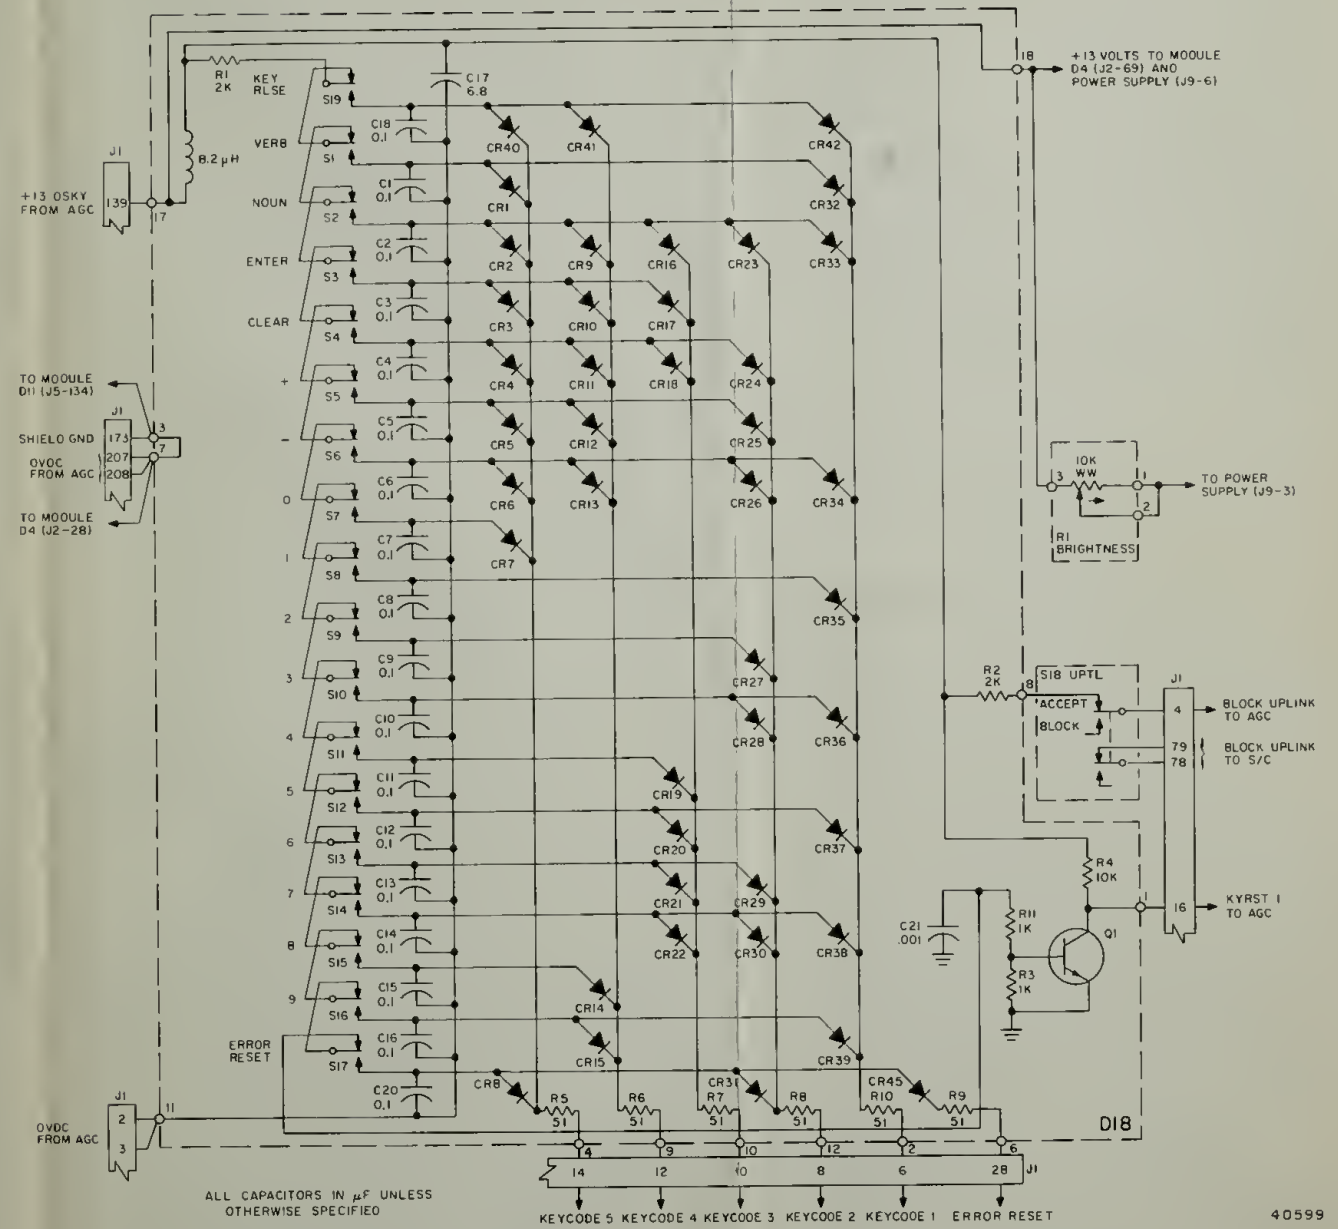 18
+13 VOLTS TO MODULE
D4 (J2-69) AND
POWER SUPPLY (J9-6)
R1
2K
KEY
RLSE
S19
C17
6.8
C18
0.1
CR40
CR41
CR42
8.2 µH
VERB
S1
C1
0.1
CR1
CR32
J1
+13 OSKY
FROM AGC
139
17
NOUN
S2
C2
0.1
CR2
CR9
CR16
CR23
CR33
ENTER
S3
C3
0.1
CR3
CR10
CR17
CLEAR
S4
C4
0.1
CR4
CR11
CR18
CR24
+
S5
C5
0.1
CR5
CR12
CR25
TO MODULE
D11 (J5-134)
J1
SHIELD GND
173
3
OVDC
FROM AGC
207
208
7
TO MODULE
D4 (J2-28)
-
S6
C6
0.1
CR6
CR13
CR26
CR34
0
S7
C7
0.1
CR7
1
S8
C8
0.1
CR35
2
S9
C9
0.1
CR27
3
S10
C10
0.1
CR28
CR36
4
S11
C11
0.1
CR19
5
S12
C12
0.1
CR20
CR37
6
S13
C13
0.1
CR21
CR29
7
S14
C14
0.1
CR22
CR30
CR38
8
S15
C15
0.1
CR14
9
S16
C16
0.1
CR15
CR39
ERROR
RESET
S17
C20
0.1
CR8
CR31
CR45
10K
WW
3
1
2
R1
BRIGHTNESS
TO POWER
SUPPLY (J9-3)
R2
2K
8
S18 UPTL
ACCEPT
BLOCK
J1
4
BLOCK UPLINK
TO AGC
79
78
BLOCK UPLINK
TO S/C
R4
10K
1
16
KYRST 1
TO AGC
C21
.001
R11
1K
R3
1K
Q1
J1
OVDC
FROM AGC
2
3
11
R5
51
R6
51
R7
51
R8
51
R10
51
R9
51
D18
4
9
10
12
2
6
14
12
10
8
6
28
J1
KEYCODE 5 KEYCODE 4 KEYCODE 3 KEYCODE 2 KEYCODE 1 ERROR RESET
ALL CAPACITORS IN µF UNLESS
OTHERWISE SPECIFIED
40599